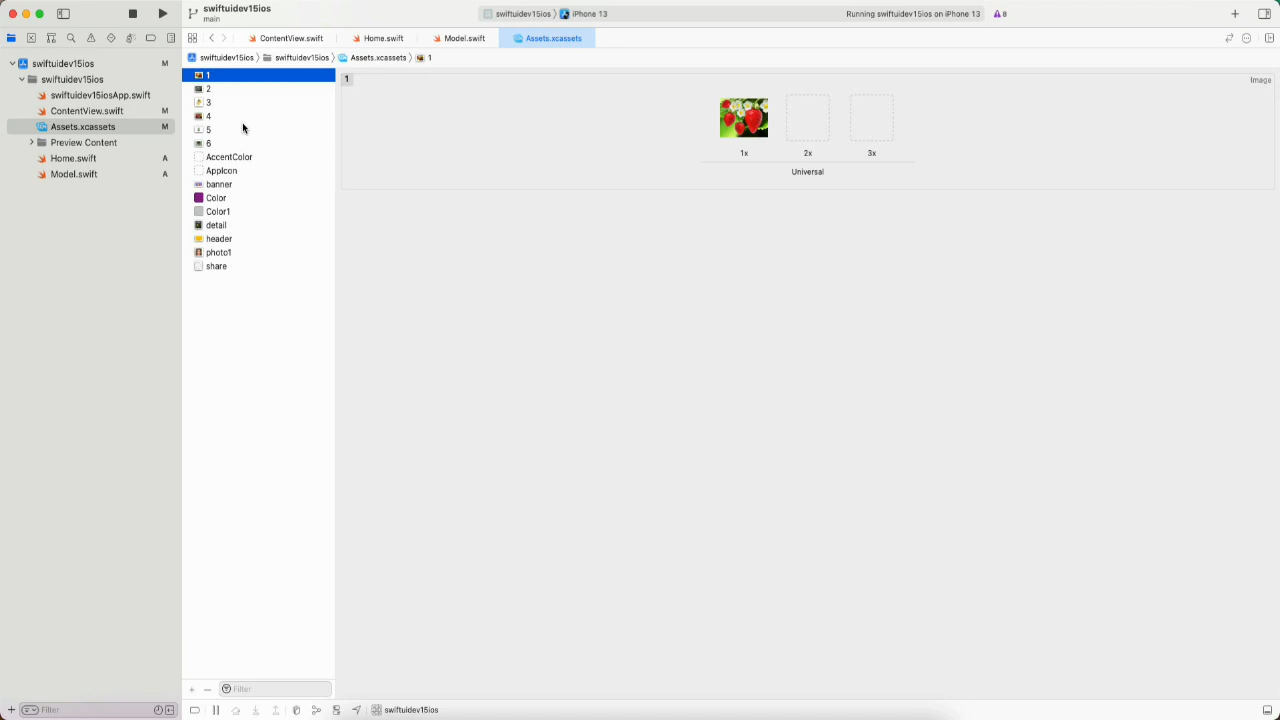 swiftuidev15ios
main
swiftuidev15ios
iPhone 13
Running swiftuidev15ios on iPhone 13
8
ContentView.swift
Home.swift
Model.swift
Assets.xcassets
swiftuidev15ios
swiftuidev15ios
Assets.xcassets
1
swiftuidev15ios M
swiftuidev15ios
swiftuidev15iosApp.swift
ContentView.swift M
Assets.xcassets M
Preview Content
Home.swift A
Model.swift A
1
2
3
4
5
6
AccentColor
AppIcon
banner
Color
Color1
detail
header
photo1
share
1
Image
1x
2x
3x
Universal
Filter
Filter
swiftuidev15ios